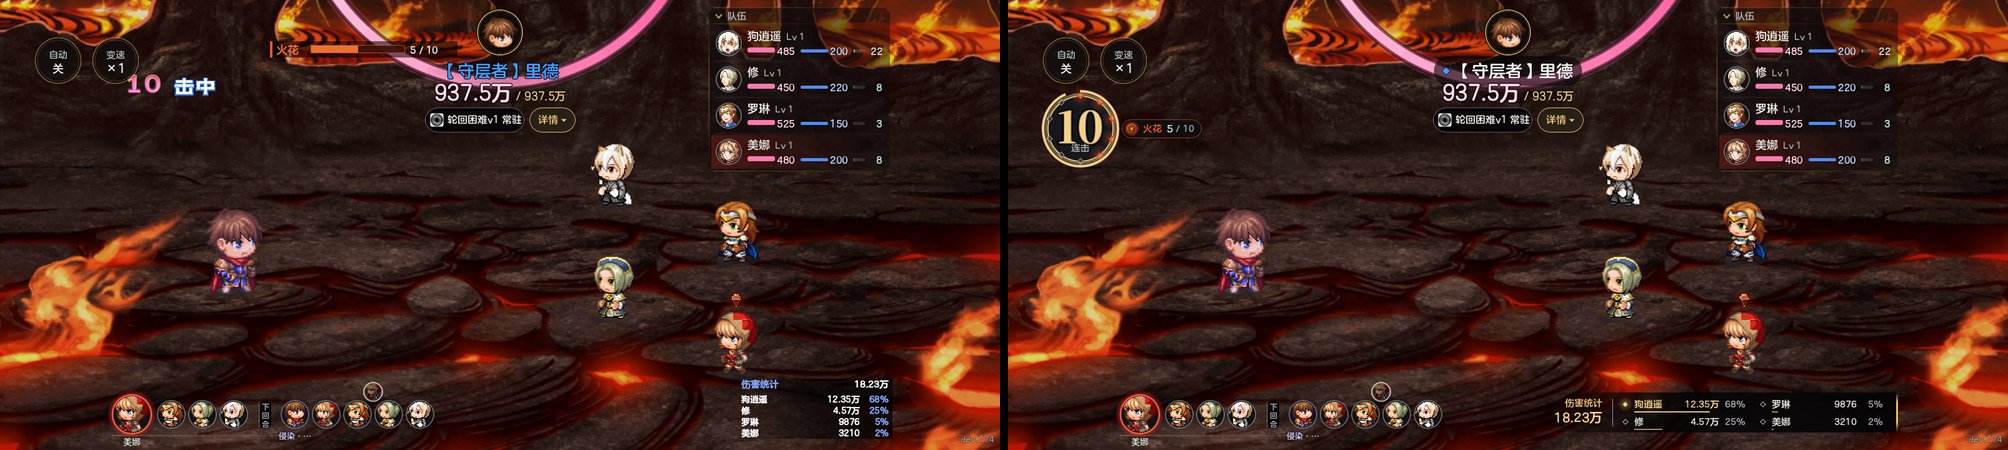 自动
关
变速
×1
10 击中
火花 5 / 10
【守层者】里德
937.5万 / 937.5万
轮回困难v1 常驻
详情
队伍
狗逍遥 Lv 1
485 200 22
修 Lv 1
450 220 8
罗琳 Lv 1
525 150 3
美娜 Lv 1
480 200 8
美娜
下回合
侵染 · ···
伤害统计 18.23万
狗逍遥 12.35万 68%
修 4.57万 25%
罗琳 9876 5%
美娜 3210 2%
dev.774
自动
关
变速
×1
10
连击
火花 5 / 10
【守层者】里德
937.5万 / 937.5万
轮回困难v1 常驻
详情
队伍
狗逍遥 Lv 1
485 200 22
修 Lv 1
450 220 8
罗琳 Lv 1
525 150 3
美娜 Lv 1
480 200 8
美娜
下回合
侵染 · ···
伤害统计
18.23万
狗逍遥 12.35万 68%
罗琳 9876 5%
修 4.57万 25%
美娜 3210 2%
dev.774